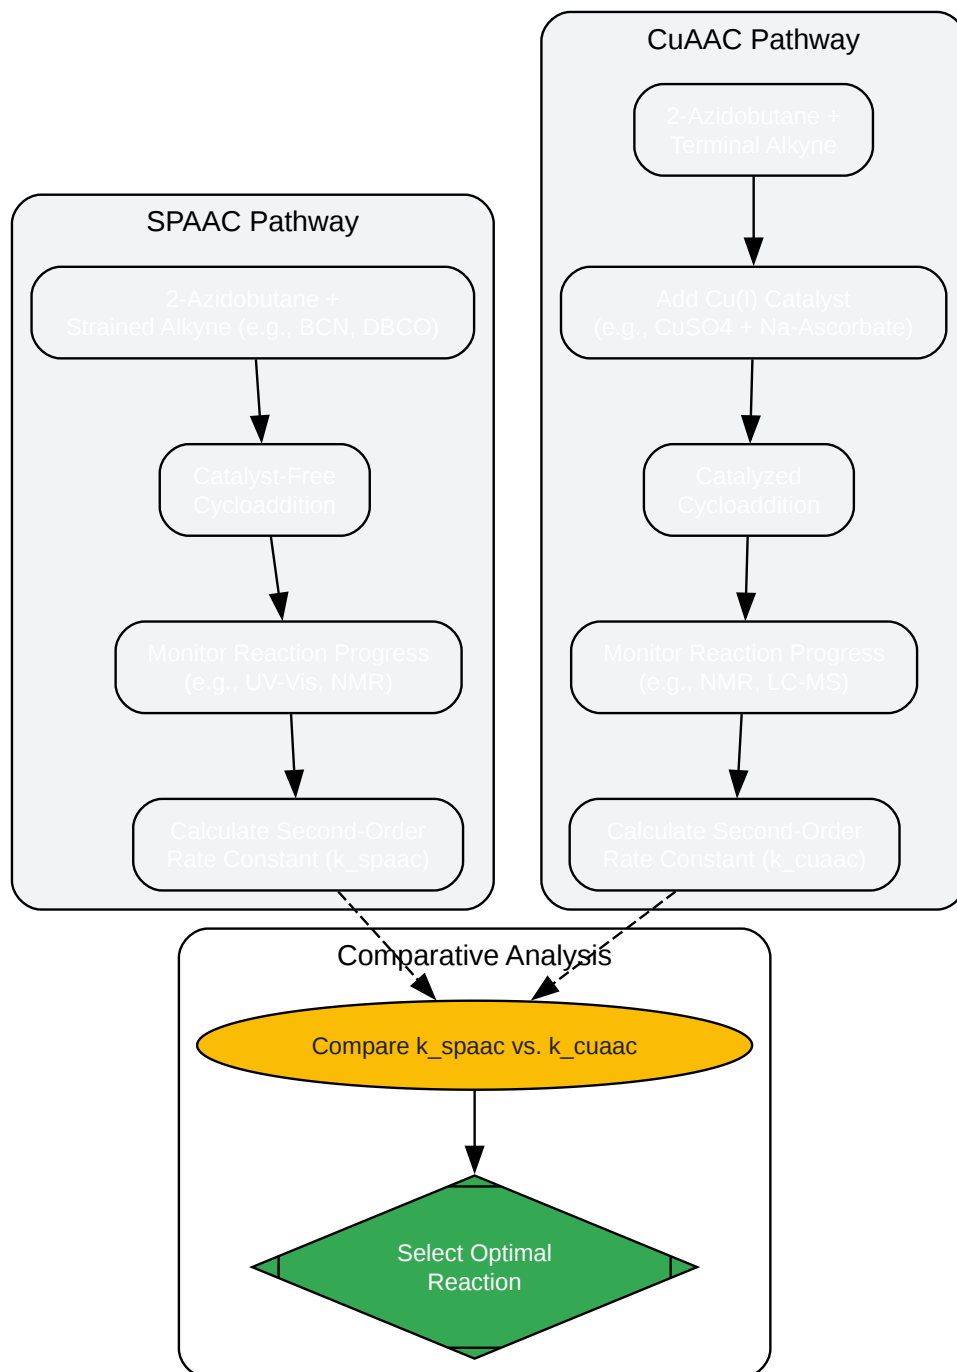 CuAAC Pathway
2-Azidobutane +
Terminal Alkyne
Add Cu(I) Catalyst
(e.g., CuSO4 + Na-Ascorbate)
Catalyzed
Cycloaddition
Monitor Reaction Progress
(e.g., NMR, LC-MS)
Calculate Second-Order
Rate Constant (k_cuaac)
SPAAC Pathway
2-Azidobutane +
Strained Alkyne (e.g., BCN, DBCO)
Catalyst-Free
Cycloaddition
Monitor Reaction Progress
(e.g., UV-Vis, NMR)
Calculate Second-Order
Rate Constant (k_spaac)
Comparative Analysis
Compare k_spaac vs. k_cuaac
Select Optimal
Reaction